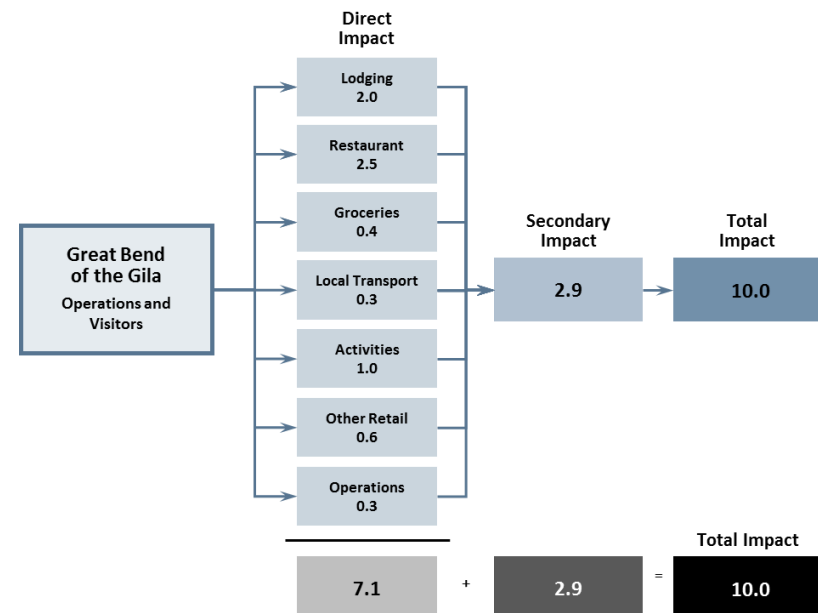 Direct
Impact
Lodging
2.0
Restaurant
2.5
Groceries
0.4
Local Transport
0.3
Activities
1.0
Other Retail
0.6
Operations
0.3
Great Bend
of the Gila
Operations and
Visitors
Secondary
Impact
2.9
Total
Impact
10.0
Total Impact
7.1 + 2.9 = 10.0